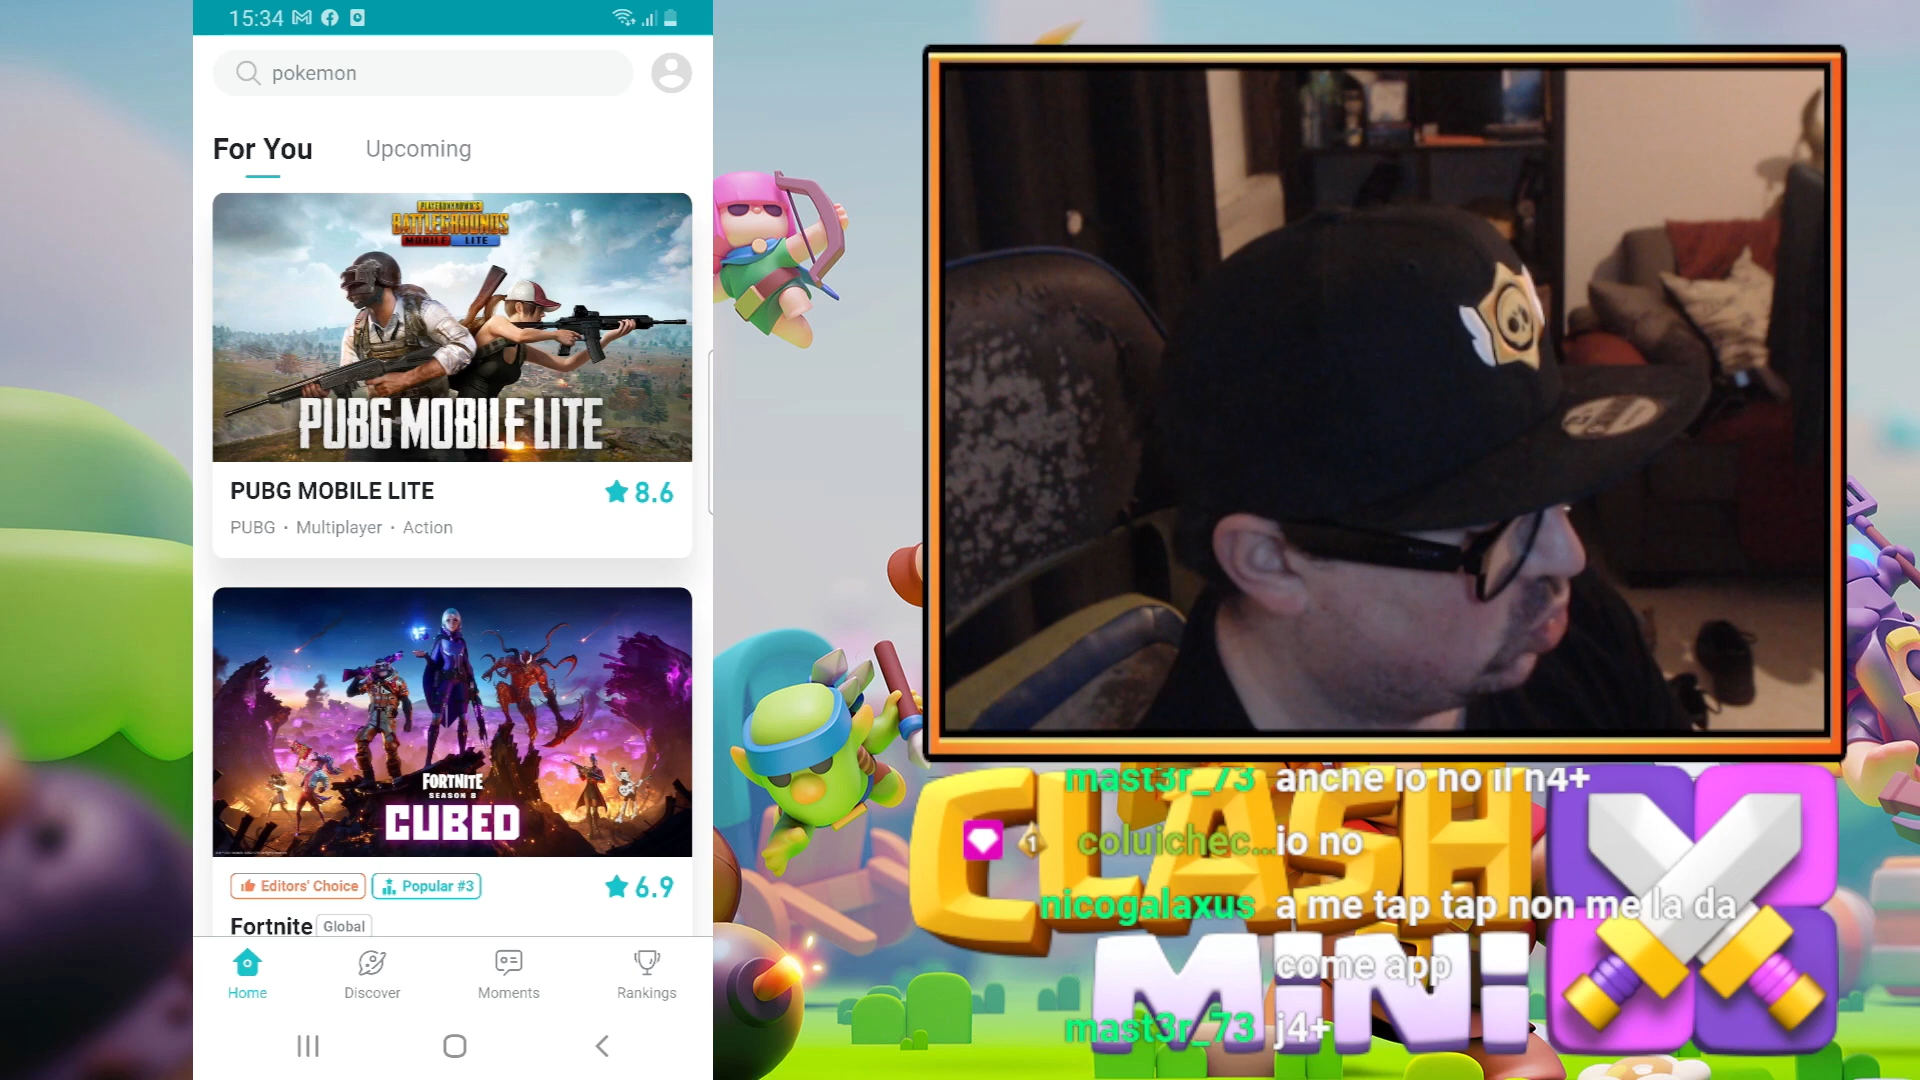 15:34
pokemon
For You
Upcoming
PLAYERUNKNOWN'S
BATTLEGROUNDS
MOBILE LITE
PUBG MOBILE LITE
PUBG MOBILE LITE
8.6
PUBG • Multiplayer • Action
FORTNITE
SEASON 8
CUBED
Editors' Choice
Popular #3
6.9
Fortnite
Global
Home
Discover
Moments
Rankings
CLASH
MINI
mast3r_73 anche io ho il n4+
1 coluichec... io no
nicogalaxus a me tap tap non me la da
come app
mast3r_73 j4+